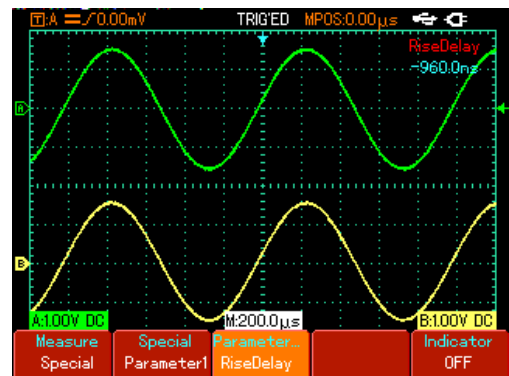 T:A 0.00mV TRIG'ED MPOS:0.00µs
RiseDelay
-960.0ns
A
B
A:1.00V DC M:200.0µs B:1.00V DC
Measure Special Parameter... Indicator
Special Parameter1 RiseDelay OFF